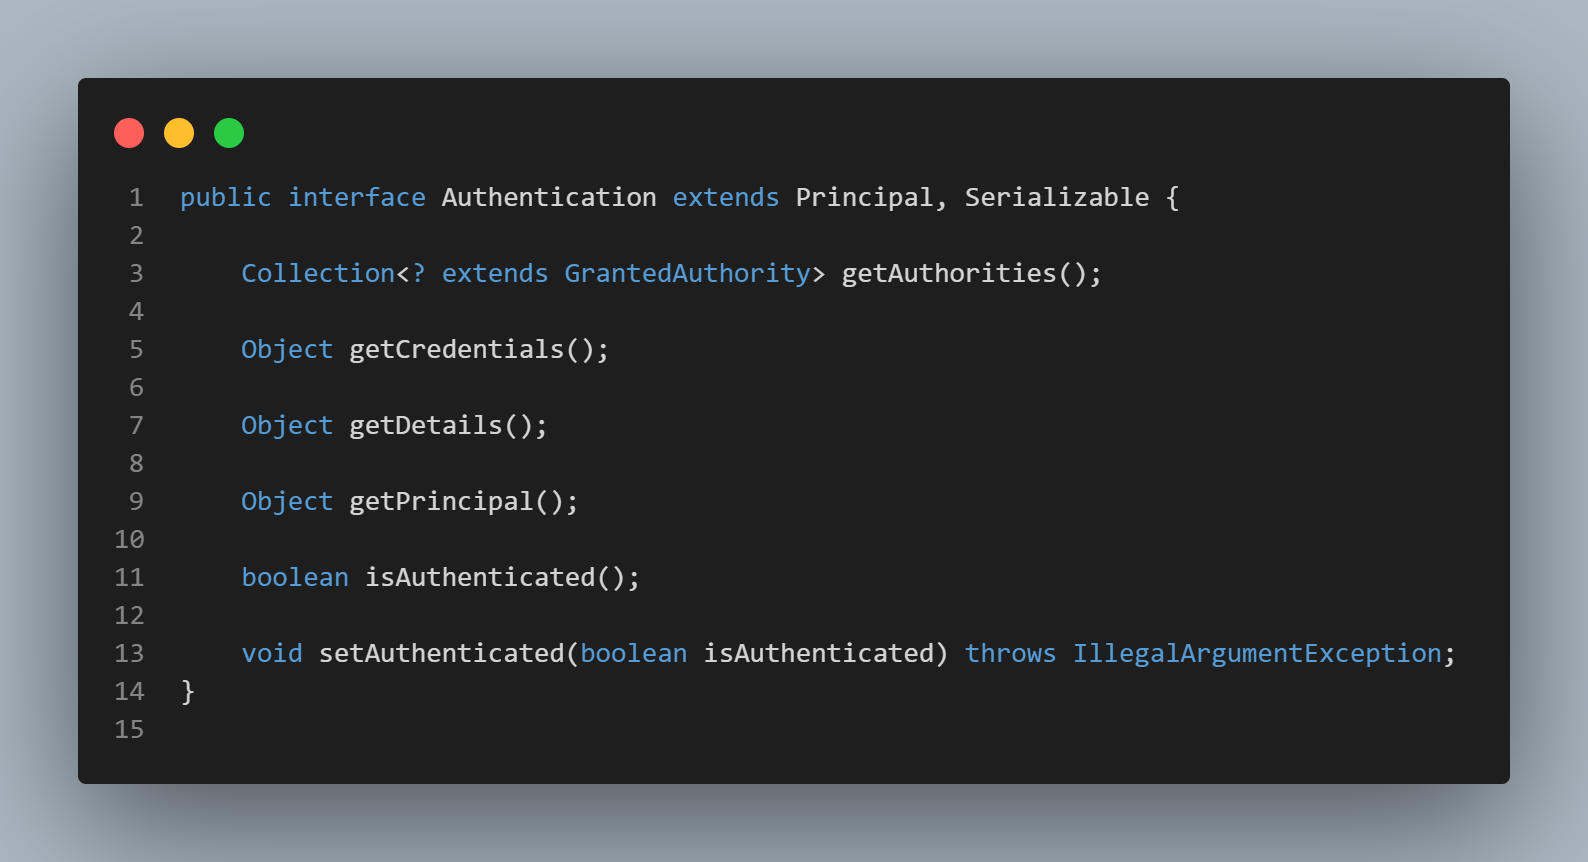 1 public interface Authentication extends Principal, Serializable {
2
3     Collection<? extends GrantedAuthority> getAuthorities();
4
5     Object getCredentials();
6
7     Object getDetails();
8
9     Object getPrincipal();
10
11     boolean isAuthenticated();
12
13     void setAuthenticated(boolean isAuthenticated) throws IllegalArgumentException;
14 }
15